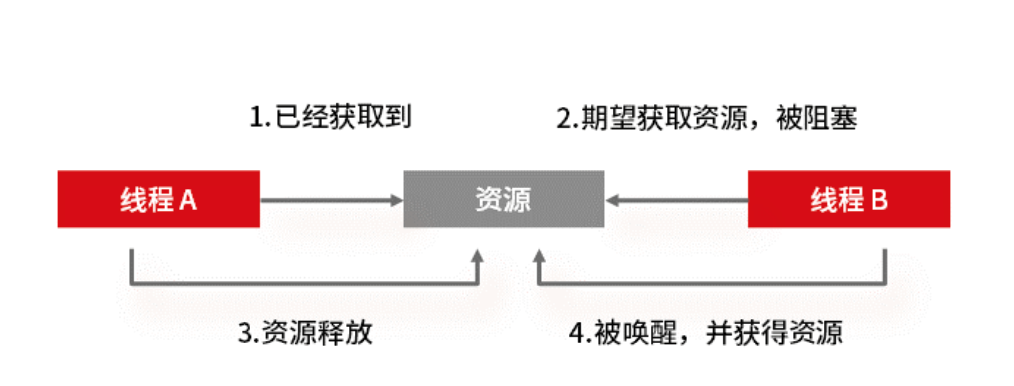 1.已经获取到
2.期望获取资源，被阻塞
线程 A
资源
线程 B
3.资源释放
4.被唤醒，并获得资源